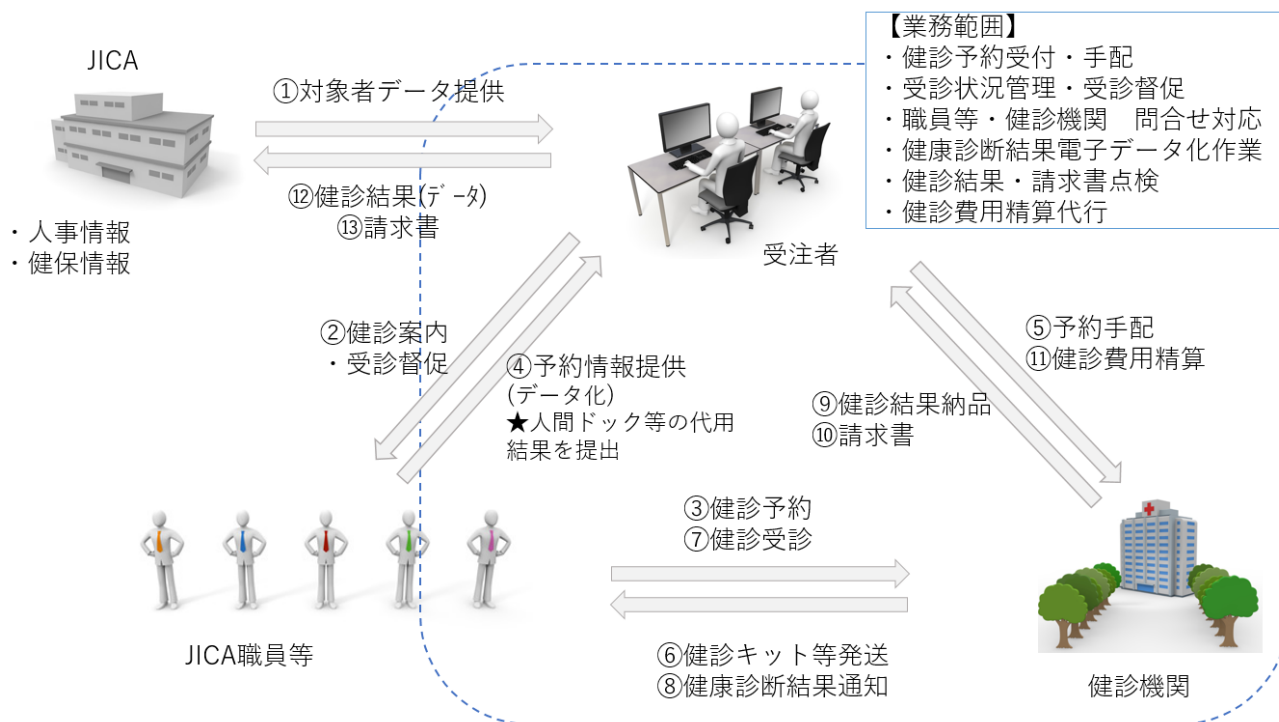 JICA
①対象者データ提供
⑫健診結果(ﾃﾞｰﾀ)
⑬請求書
・人事情報
・健保情報
【業務範囲】
・健診予約受付・手配
・受診状況管理・受診督促
・職員等・健診機関　問合せ対応
・健康診断結果電子データ化作業
・健診結果・請求書点検
・健診費用精算代行
受注者
②健診案内
・受診督促
④予約情報提供
(データ化)
★人間ドック等の代用
結果を提出
⑤予約手配
⑪健診費用精算
⑨健診結果納品
⑩請求書
③健診予約
⑦健診受診
⑥健診キット等発送
⑧健康診断結果通知
JICA職員等
健診機関